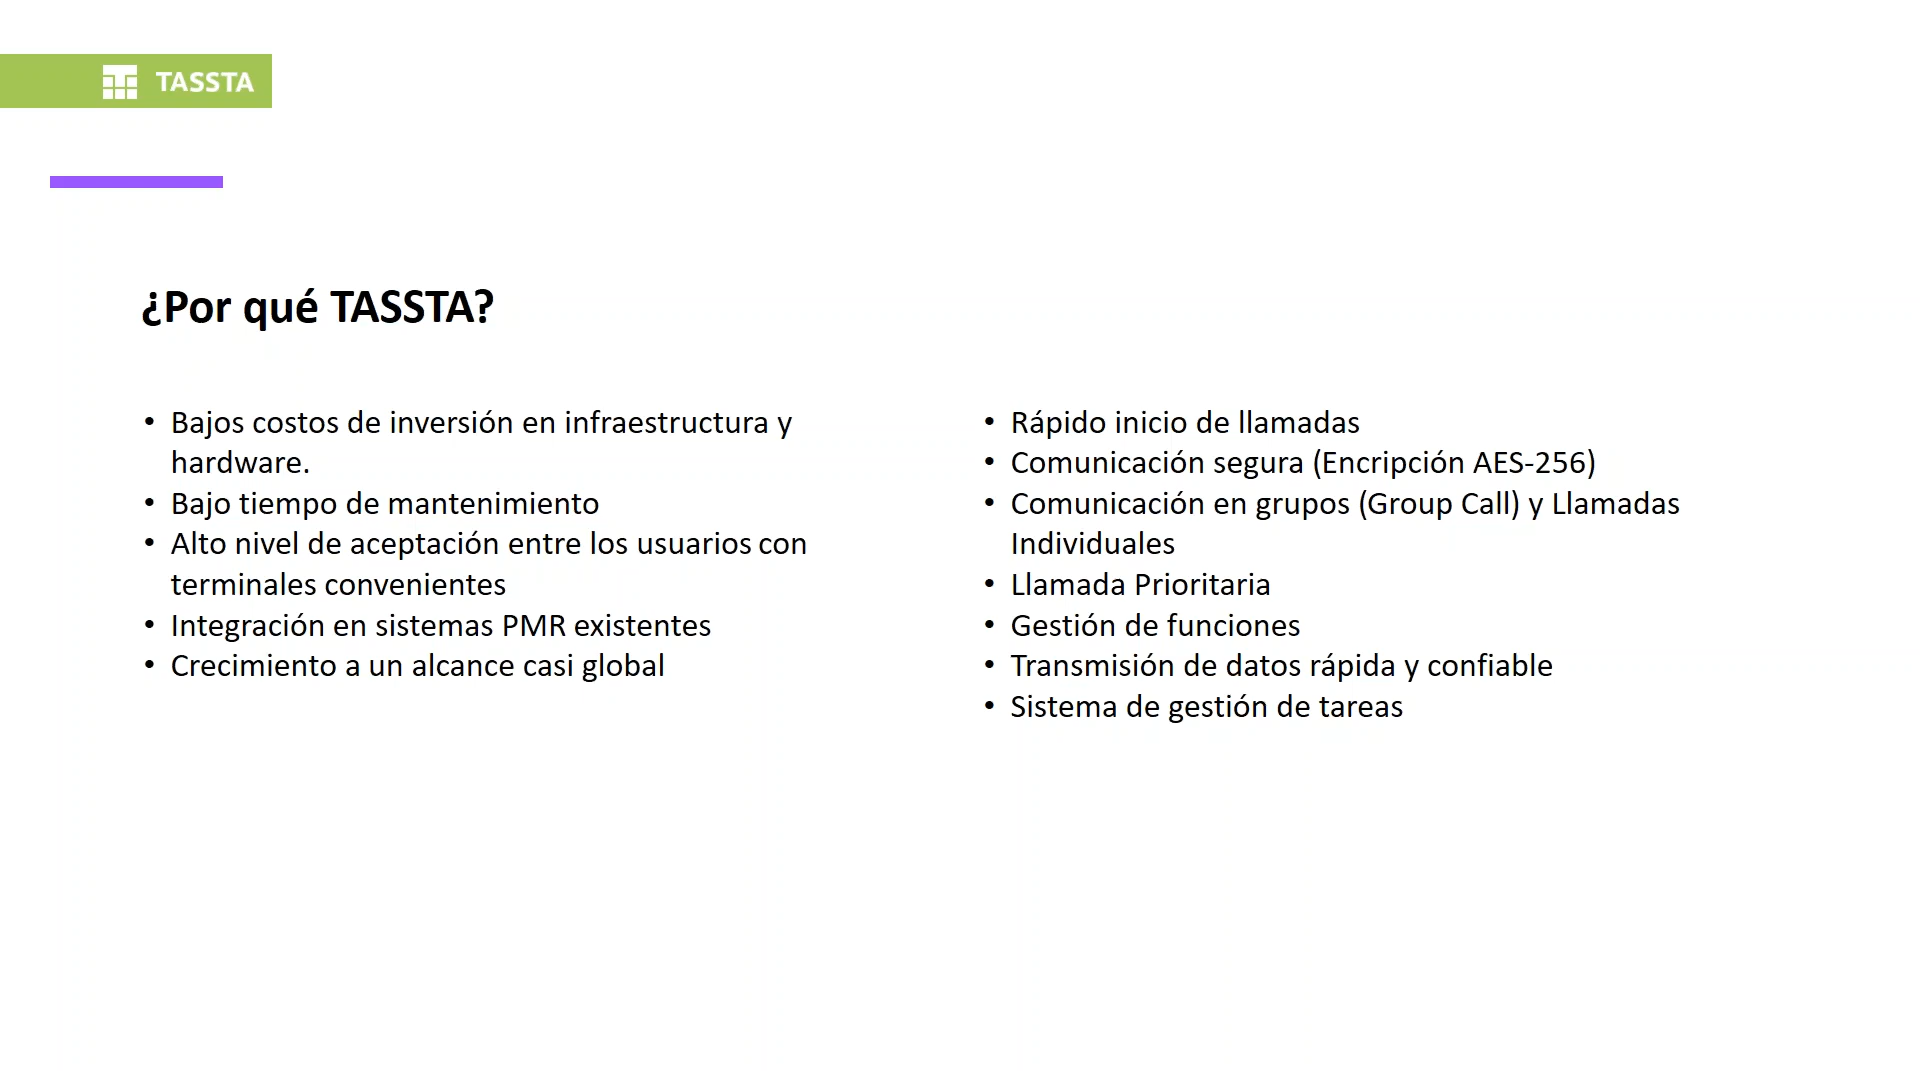 TASSTA
¿Por qué TASSTA?
• Bajos costos de inversión en infraestructura y
hardware.
• Bajo tiempo de mantenimiento
• Alto nivel de aceptación entre los usuarios con
terminales convenientes
• Integración en sistemas PMR existentes
• Crecimiento a un alcance casi global
• Rápido inicio de llamadas
• Comunicación segura (Encripción AES-256)
• Comunicación en grupos (Group Call) y Llamadas
Individuales
• Llamada Prioritaria
• Gestión de funciones
• Transmisión de datos rápida y confiable
• Sistema de gestión de tareas